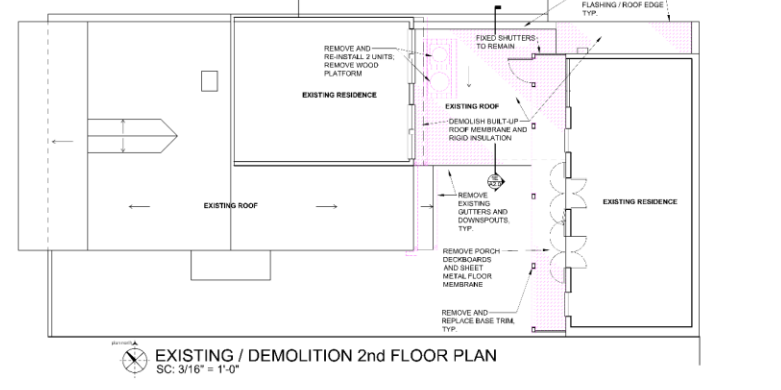 FLASHING / ROOF EDGE
TYP.
FIXED SHUTTERS
TO REMAIN
REMOVE AND
RE-INSTALL 2 UNITS;
REMOVE WOOD
PLATFORM
EXISTING RESIDENCE
EXISTING ROOF
DEMOLISH BUILT-UP
ROOF MEMBRANE AND
RIGID INSULATION
REMOVE
EXISTING
GUTTERS AND
DOWNSPOUTS,
TYP.
EXISTING ROOF
EXISTING RESIDENCE
REMOVE PORCH
DECKBOARDS
AND SHEET
METAL FLOOR
MEMBRANE
REMOVE AND
REPLACE BASE TRIM,
TYP.
EXISTING / DEMOLITION 2nd FLOOR PLAN
SC: 3/16" = 1'-0"